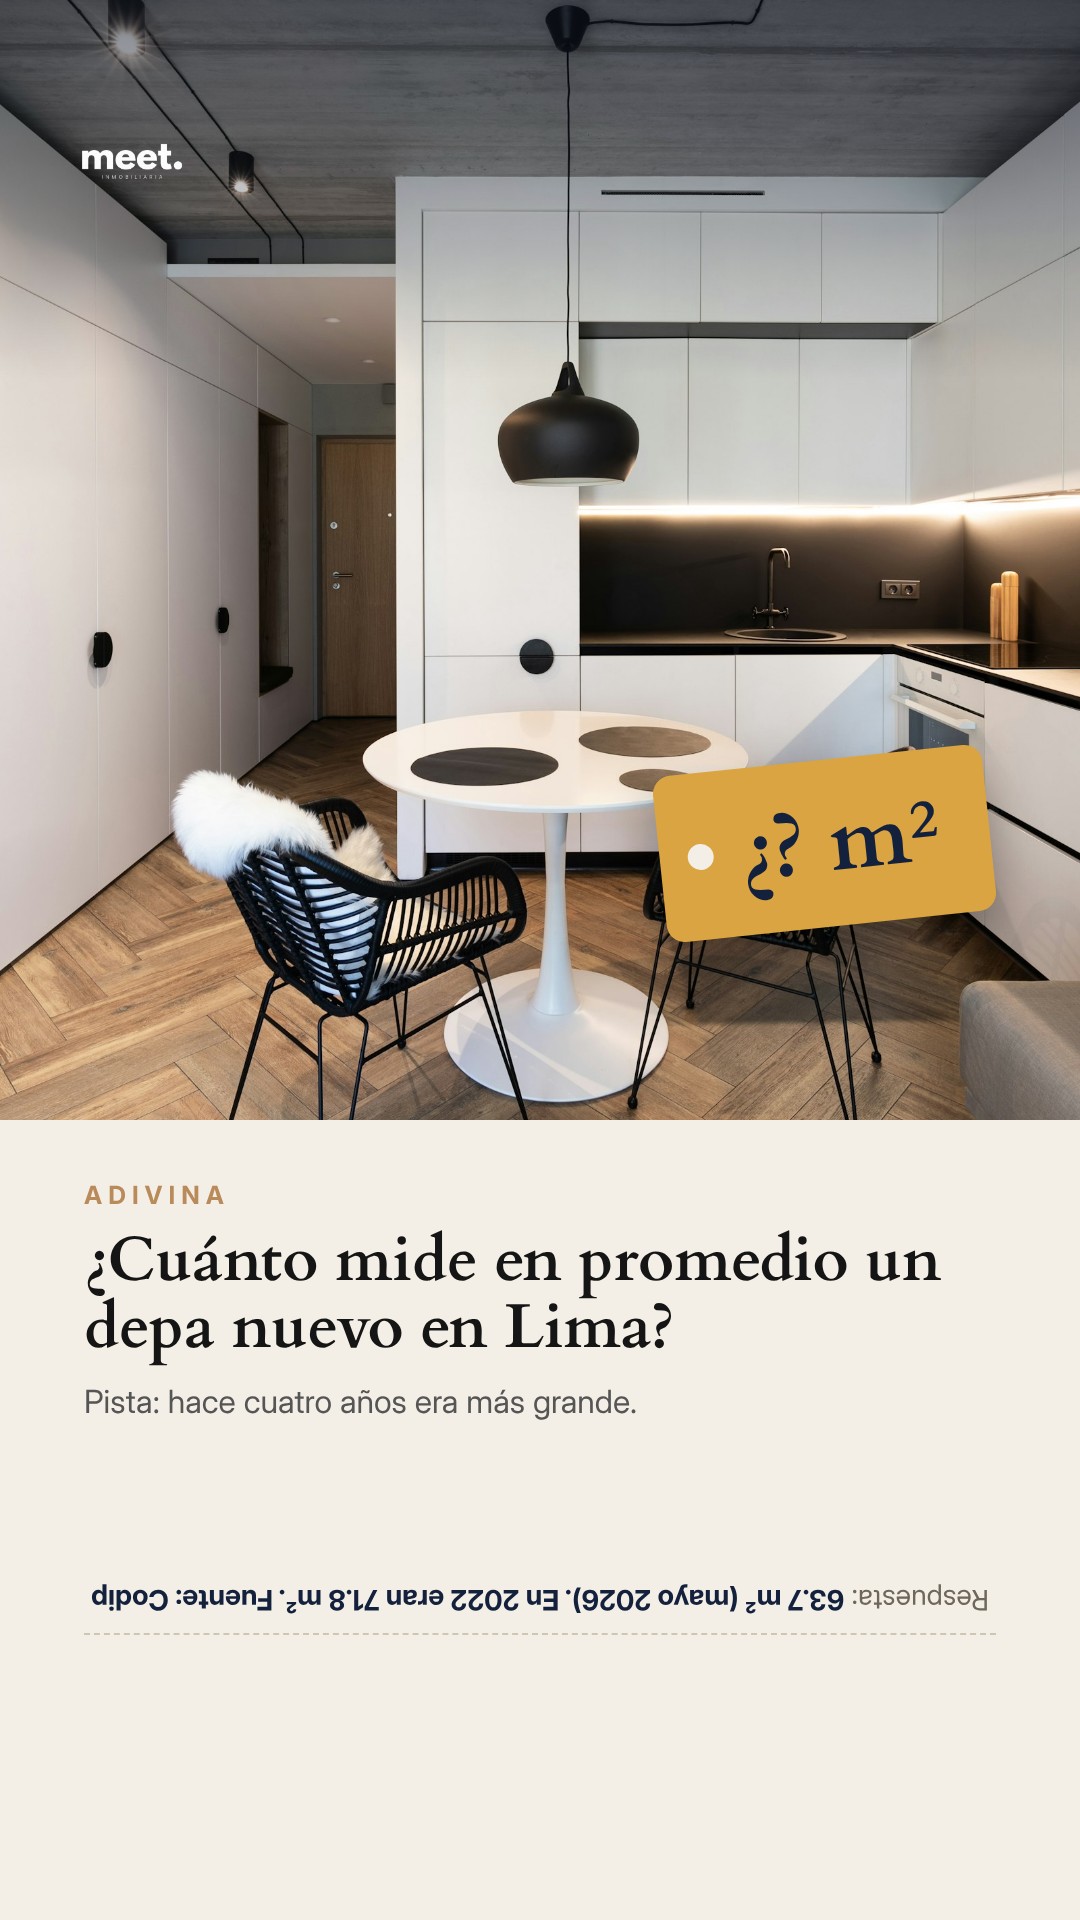 meet.
INMOBILIARIA
¿? m²
ADIVINA
¿Cuánto mide en promedio un
depa nuevo en Lima?
Pista: hace cuatro años era más grande.
Respuesta: 63.7 m² (mayo 2026). En 2022 eran 71.8 m². Fuente: Codip